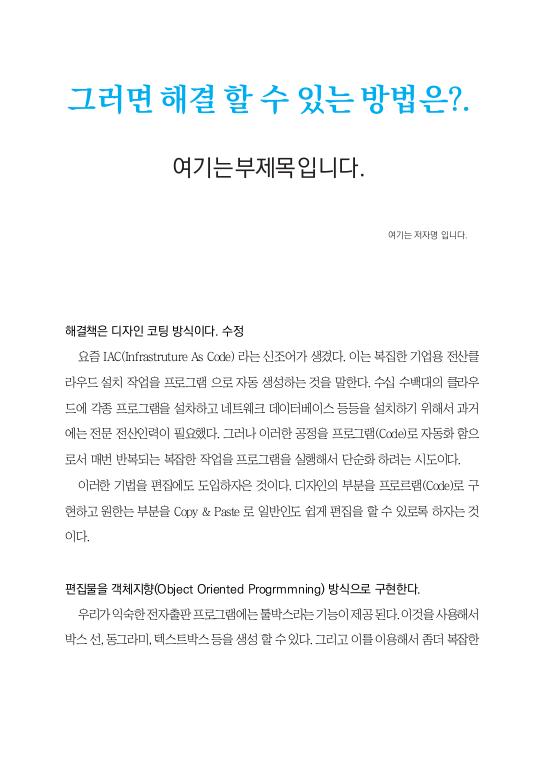 그러면 해결 할 수 있는 방법은?.
여기는부제목입니다.
여기는 저자명 입니다.
해결책은 디자인 코팅 방식이다. 수정
요즘 IAC(Infrastruture As Code) 라는 신조어가 생겼다. 이는 복잡한 기업용 전산클
라우드 설치 작업을 프로그램 으로 자동 생성하는 것을 말한다. 수십 수백대의 클라우
드에 각종 프로그램을 설차하고 네트워크 데이터베이스 등등을 설치하기 위해서 과거
에는 전문 전산인력이 필요했다. 그러나 이러한 공정을 프로그램(Code)로 자동화 함으
로서 매번 반복되는 복잡한 작업을 프로그램을 실행해서 단순화 하려는 시도이다.
이러한 기법을 편집에도 도입하자은 것이다. 디자인의 부분을 프로르램(Code)로 구
현하고 원한는 부분을 Copy & Paste 로 일반인도 쉽게 편집을 할 수 있로록 하자는 것
이다.
편집물을 객체지향(Object Oriented Progrmmning) 방식으로 구현한다.
우리가 익숙한 전자출판 프로그램에는 툴박스라는 기능이 제공 된다. 이것을 사용해서
박스 선, 동그라미, 텍스트박스 등을 생성 할 수 있다. 그리고 이를 이용해서 좀더 복잡한